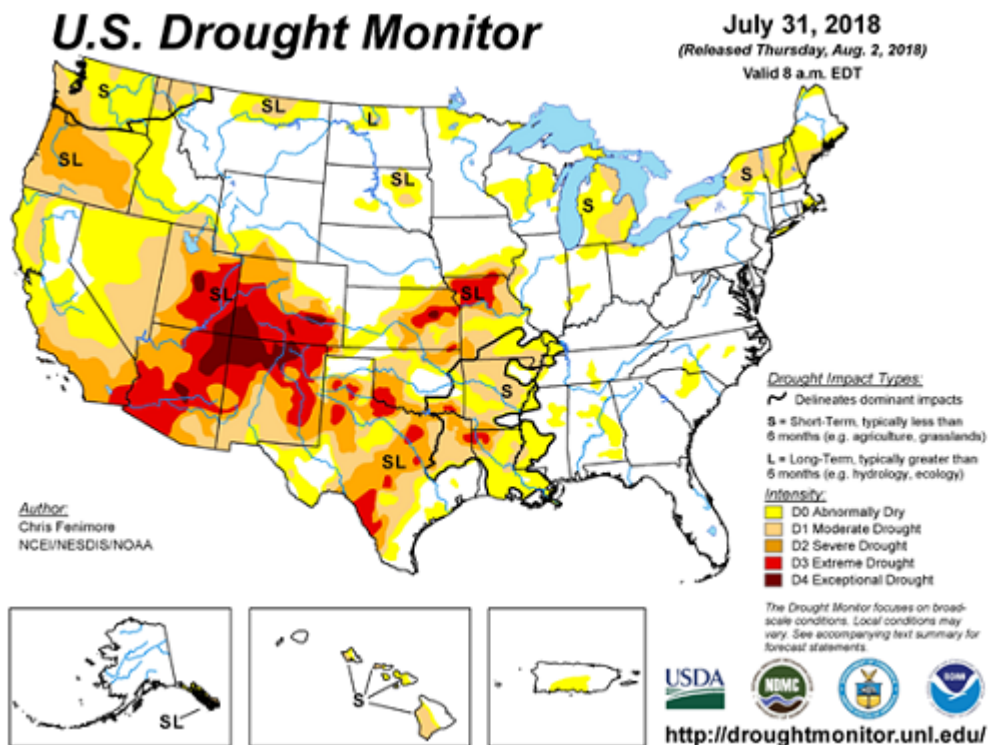 U.S. Drought Monitor
July 31, 2018
(Released Thursday, Aug. 2, 2018)
Valid 8 a.m. EDT
S
SL
L
SL
SL
S
S
SL
SL
S
SL
Drought Impact Types:
Delineates dominant impacts
S = Short-Term, typically less than
6 months (e.g. agriculture, grasslands)
L = Long-Term, typically greater than
6 months (e.g. hydrology, ecology)
Intensity:
D0 Abnormally Dry
D1 Moderate Drought
D2 Severe Drought
D3 Extreme Drought
D4 Exceptional Drought
Author:
Chris Fenimore
NCEI/NESDIS/NOAA
The Drought Monitor focuses on broad-
scale conditions. Local conditions may
vary. See accompanying text summary for
forecast statements.
SL
S
USDA
NDMC
NOAA
http://droughtmonitor.unl.edu/